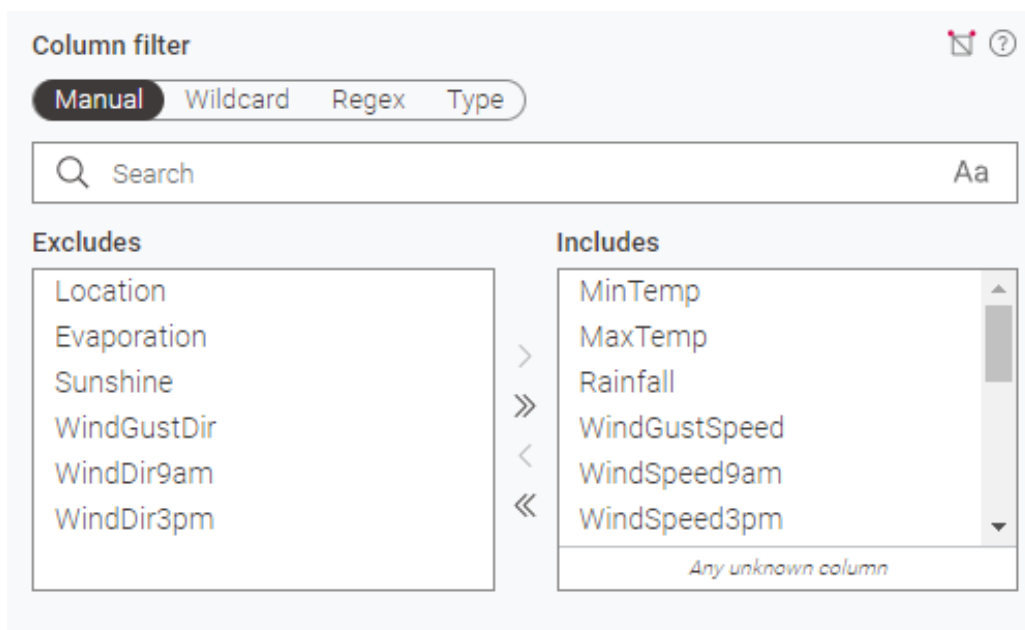 Column filter
?
Manual Wildcard Regex Type
Search Aa
Excludes
Location
Evaporation
Sunshine
WindGustDir
WindDir9am
WindDir3pm
Includes
MinTemp
MaxTemp
Rainfall
WindGustSpeed
WindSpeed9am
WindSpeed3pm
Any unknown column